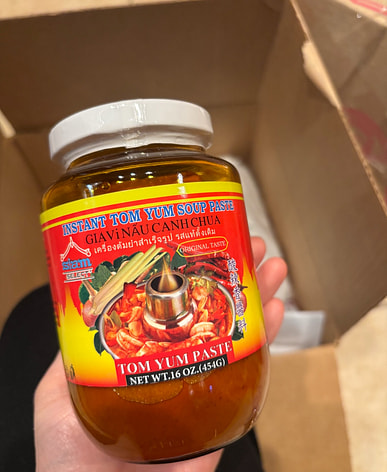 INSTANT TOM YUM SOUP PASTE
GIA VỊ NẤU CANH CHUA
เครื่องต้มยำสำเร็จรูป รสแท้ดั้งเดิม
ORIGINAL TASTE
TOM YUM PASTE
NET WT.16 OZ.(454G)